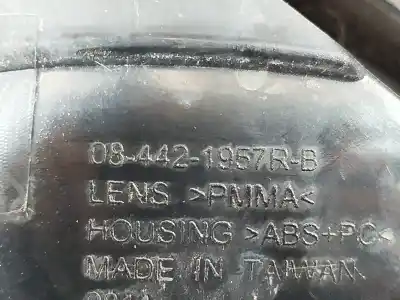 08-442-1957R-B
LENS >PMMA<
HOUSING >ABS+PC<
MADE IN TAIWAN